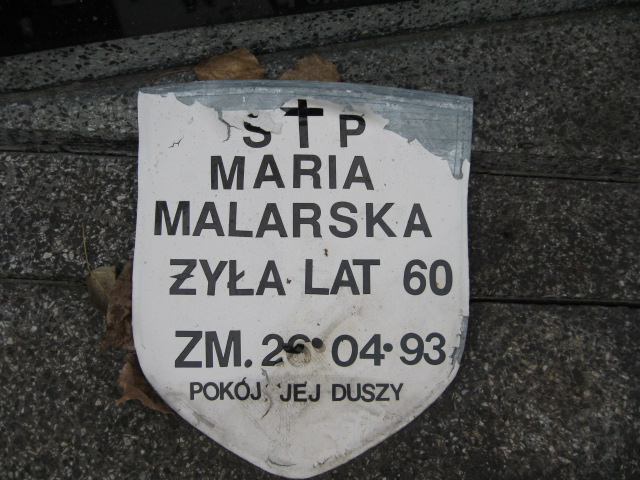 Ś P
MARIA
MALARSKA
ŻYŁA LAT 60
ZM. 26•04•93
POKÓJ JEJ DUSZY